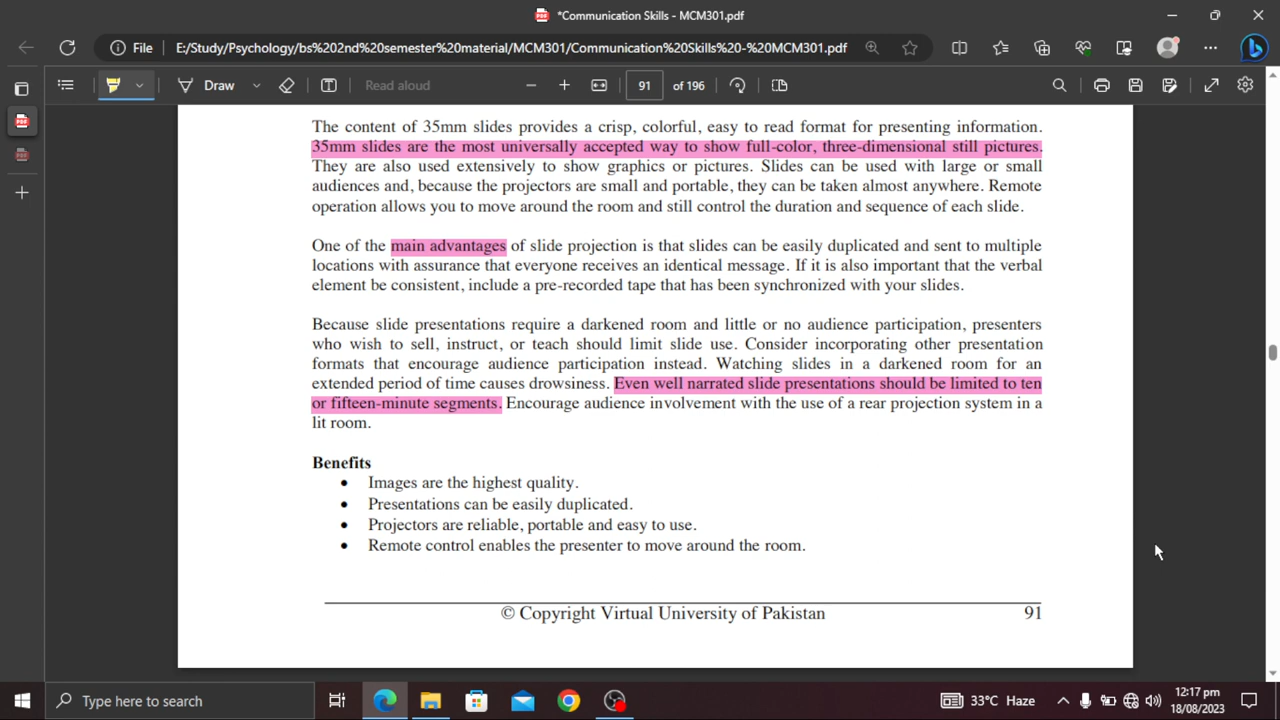 *Communication Skills - MCM301.pdf
File
E:/Study/Psychology/bs%202nd%20semester%20material/MCM301/Communication%20Skills%20-%20MCM301.pdf
Draw
Read aloud
91
of 196
The content of 35mm slides provides a crisp, colorful, easy to read format for presenting information.
35mm slides are the most universally accepted way to show full-color, three-dimensional still pictures.
They are also used extensively to show graphics or pictures. Slides can be used with large or small
audiences and, because the projectors are small and portable, they can be taken almost anywhere. Remote
operation allows you to move around the room and still control the duration and sequence of each slide.
One of the main advantages of slide projection is that slides can be easily duplicated and sent to multiple
locations with assurance that everyone receives an identical message. If it is also important that the verbal
element be consistent, include a pre-recorded tape that has been synchronized with your slides.
Because slide presentations require a darkened room and little or no audience participation, presenters
who wish to sell, instruct, or teach should limit slide use. Consider incorporating other presentation
formats that encourage audience participation instead. Watching slides in a darkened room for an
extended period of time causes drowsiness. Even well narrated slide presentations should be limited to ten
or fifteen-minute segments. Encourage audience involvement with the use of a rear projection system in a
lit room.
Benefits
• Images are the highest quality.
• Presentations can be easily duplicated.
• Projectors are reliable, portable and easy to use.
• Remote control enables the presenter to move around the room.
© Copyright Virtual University of Pakistan
91
Type here to search
33°C Haze
12:17 pm
18/08/2023